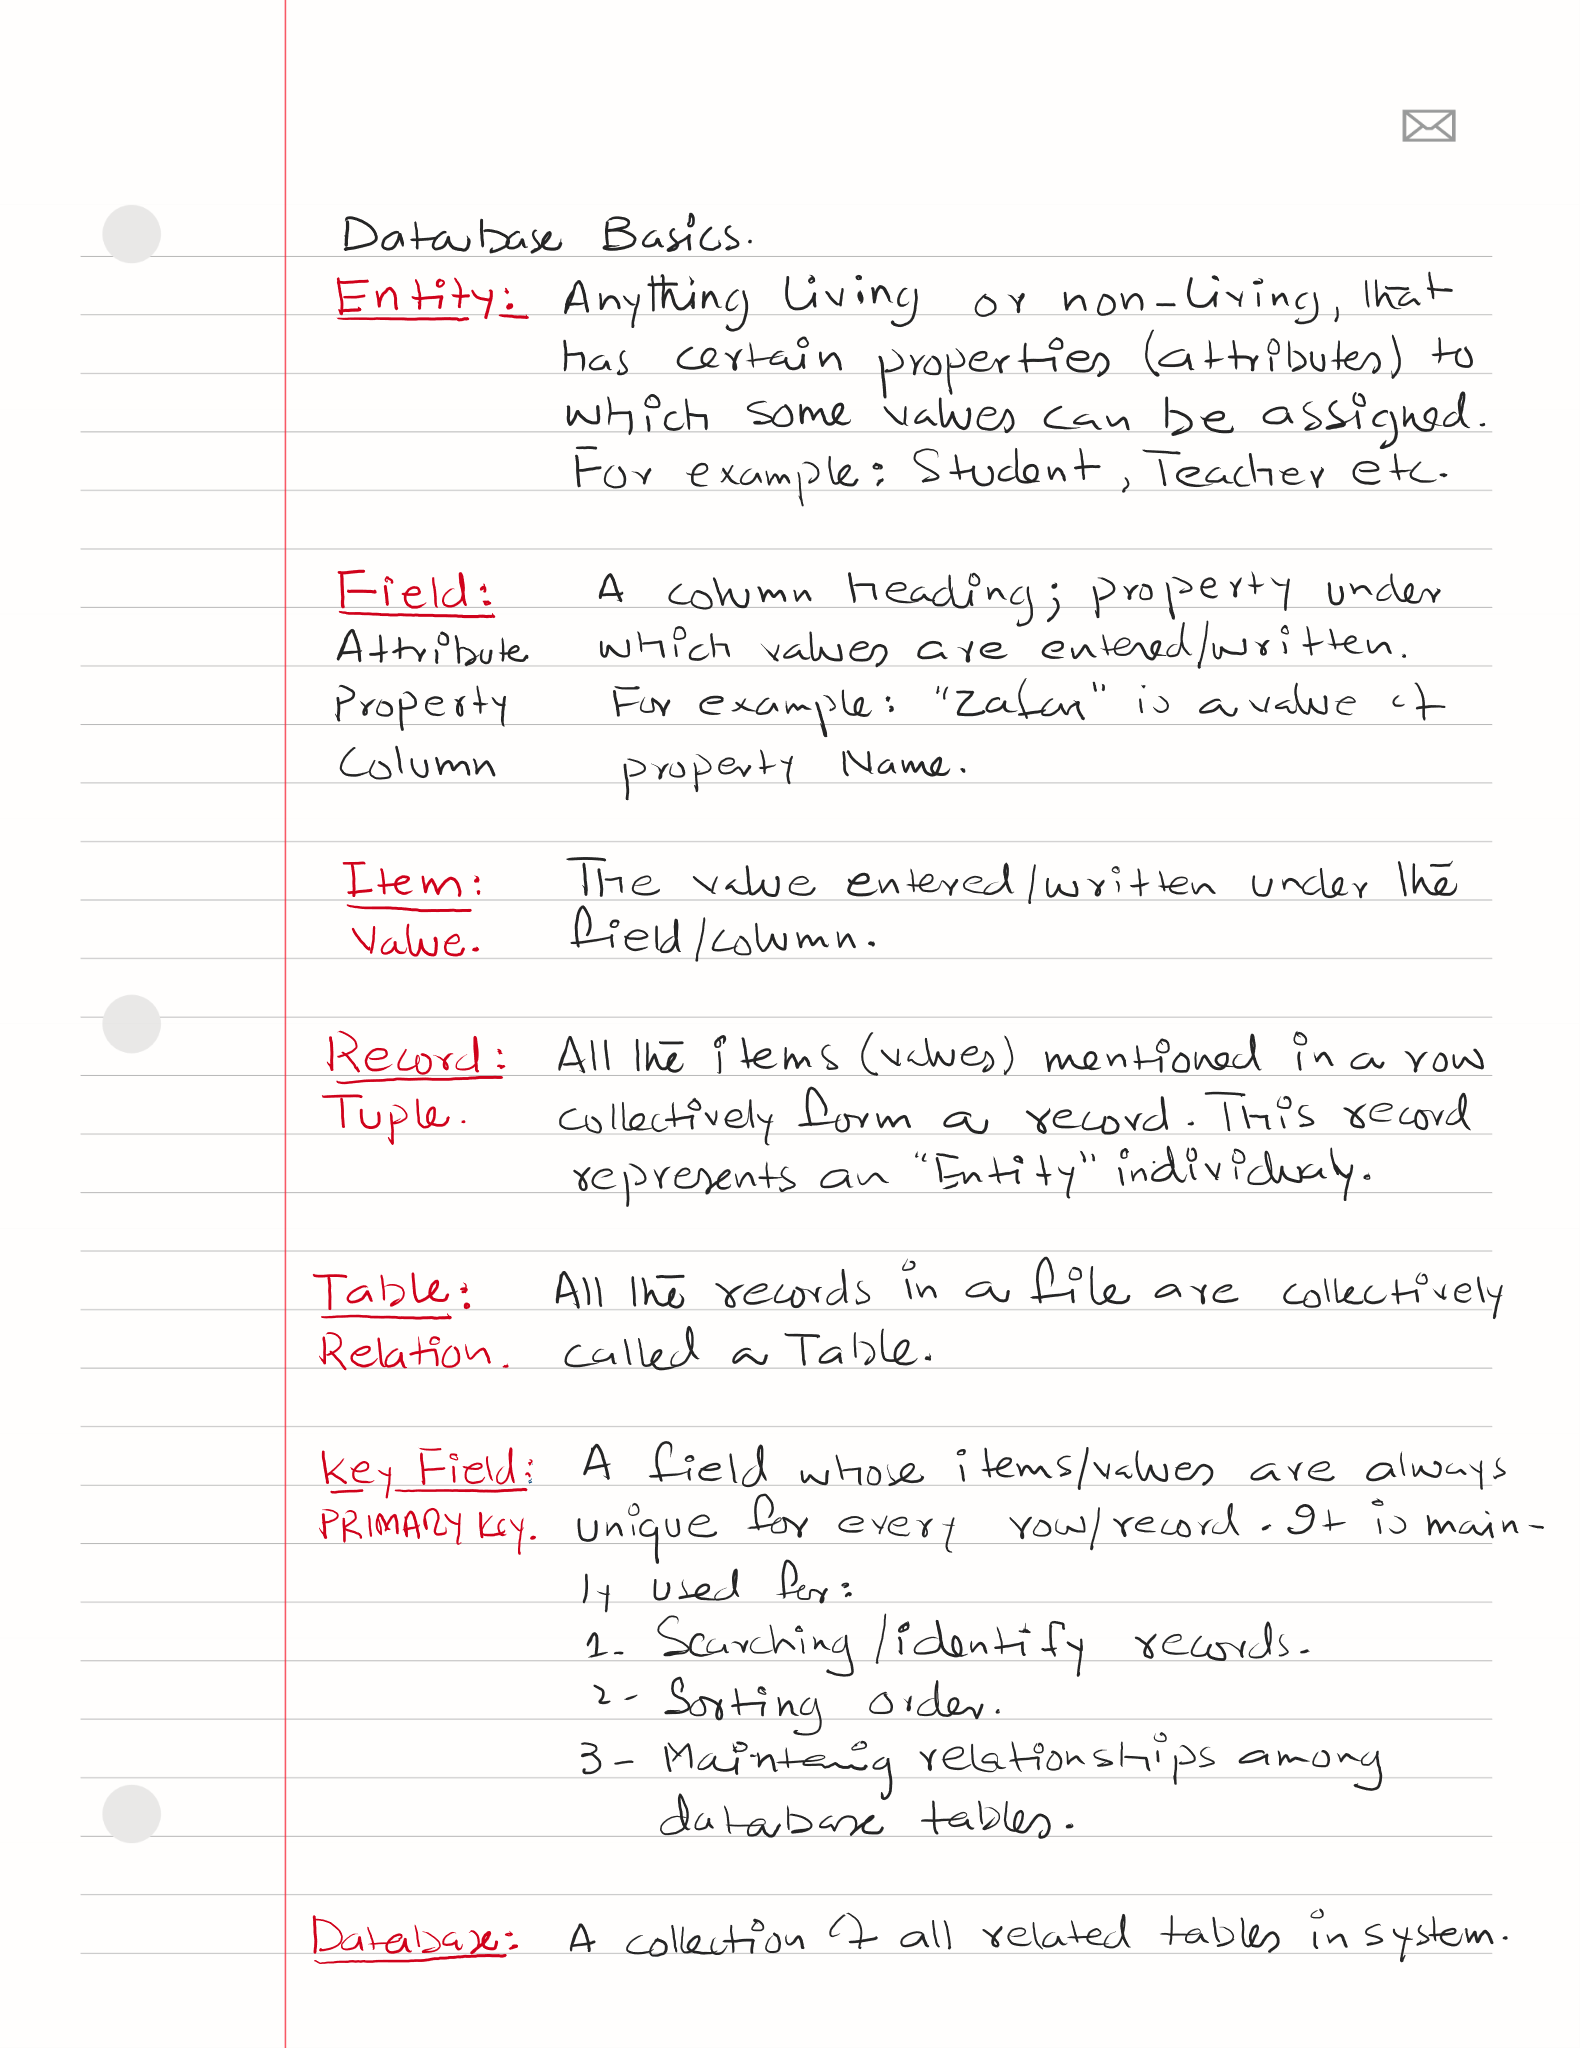 Database Basics.
Entity: Anything living or non-living, that
has certain properties (attributes) to
which some values can be assigned.
For example: Student, Teacher etc.
Field: A column heading; property under
Attribute which values are entered/written.
Property For example: "Zafar" is a value of
Column property Name.
Item: The value entered/written under the
Value. field/column.
Record: All the items (values) mentioned in a row
Tuple. collectively form a record. This record
represents an "Entity" individualy.
Table: All the records in a file are collectively
Relation. called a Table.
Key Field: A field whose items/values are always
PRIMARY Key. unique for every row/record. It is main-
ly used for:
1- Searching/identify records.
2- Sorting order.
3- Maintenig relationships among
database tables.
Database: A collection of all related tables in system.